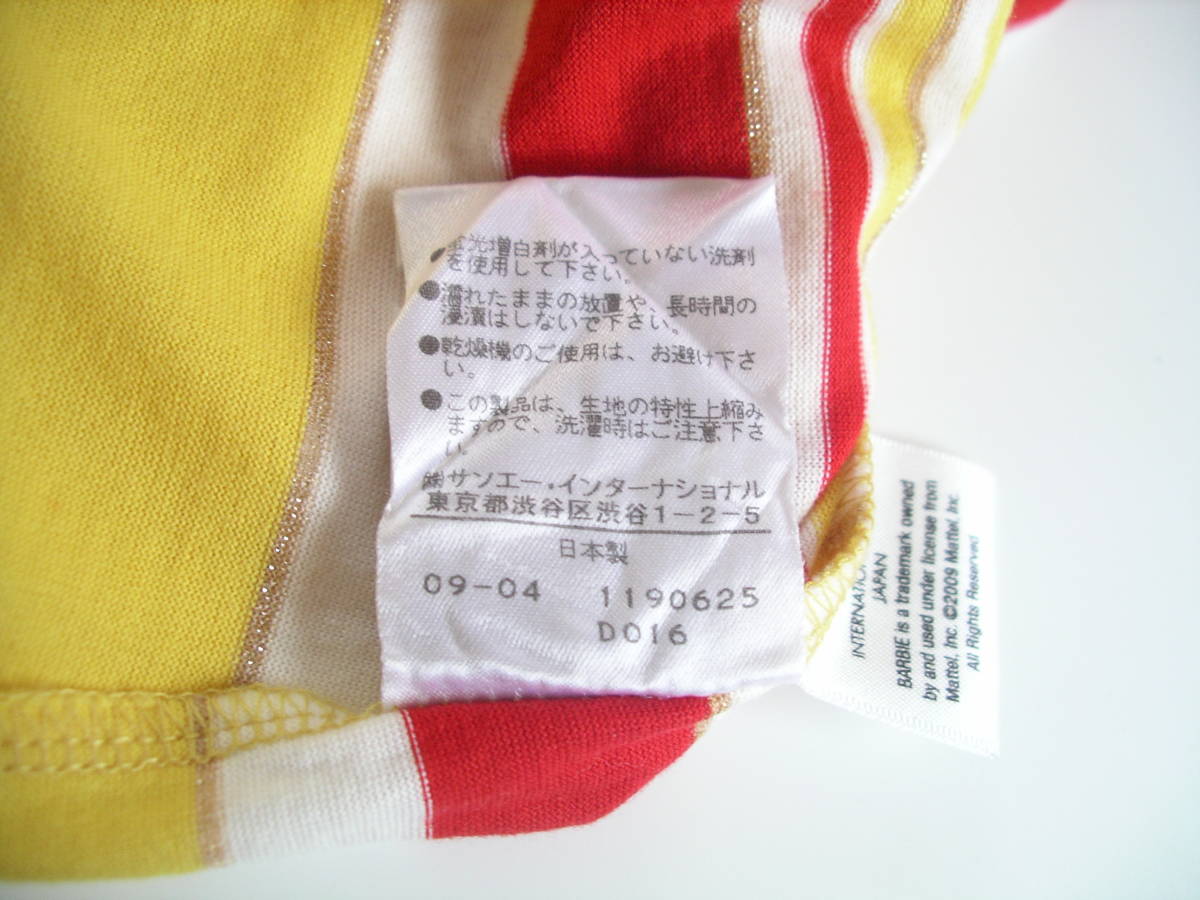 ●蛍光増白剤が入っていない洗剤
を使用して下さい。
●濡れたままの放置や、長時間の
浸漬はしないで下さい。
●乾燥機のご使用は、お避け下さ
い。
●この製品は、生地の特性上縮み
ますので、洗濯時はご注意下さ
い。
㈱サンエー・インターナショナル
東京都渋谷区渋谷1-2-5
日本製
09-04 1190625
D016
JAPAN
BARBIE is a trademark owned
by and used under license from
Mattel, Inc. ©2009 Mattel, Inc.
All Rights Reserved